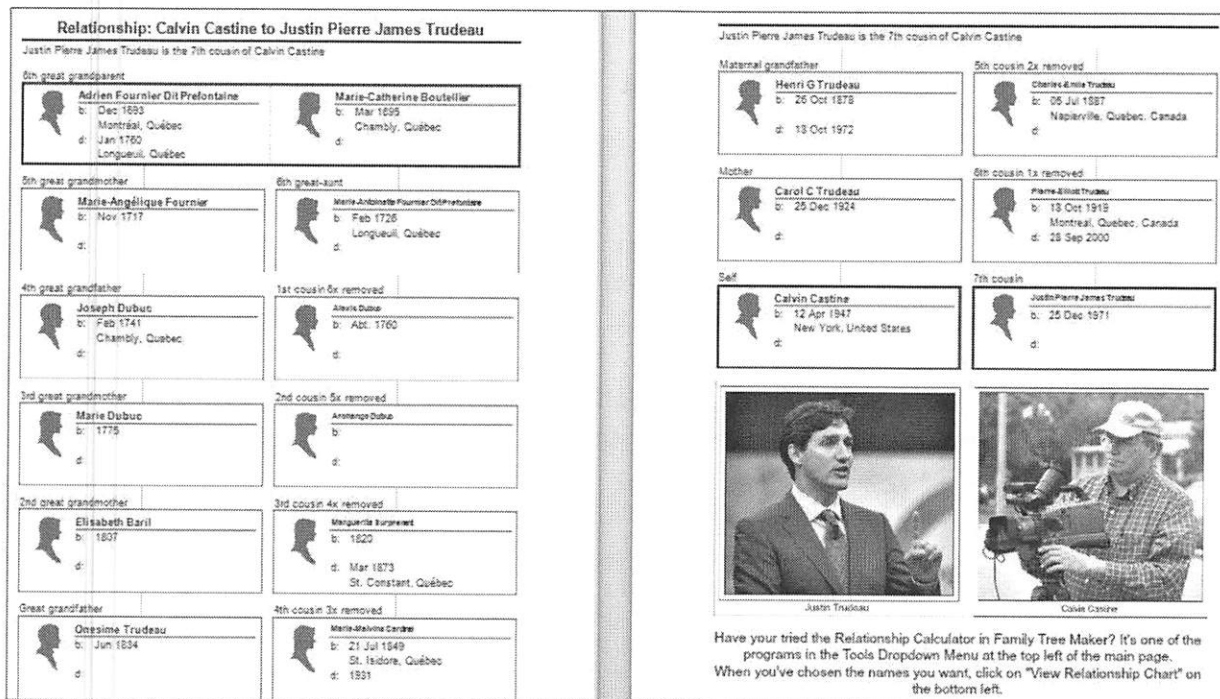 Relationship: Calvin Castine to Justin Pierre James Trudeau
Justin Pierre James Trudeau is the 7th cousin of Calvin Castine
6th great grandparent
Adrien Fournier Dit Prefontaine
b: Dec 1693
Montréal, Québec
d: Jan 1760
Longueuil, Québec
Marie-Catherine Boutellier
b: Mar 1695
Chambly, Québec
d:
5th great grandmother
Marie-Angélique Fournier
b: Nov 1717
d:
6th great-aunt
Marie-Antoinette Fournier Dit Prefontaine
b: Feb 1726
Longueuil, Québec
d:
4th great grandfather
Joseph Dubuc
b: Feb 1741
Chambly, Quebec
d:
1st cousin 6x removed
Alexis Dubuc
b: Abt. 1760
d:
3rd great grandmother
Marie Dubuc
b: 1775
d:
2nd cousin 5x removed
Archange Dubuc
b:
d:
2nd great grandmother
Elisabeth Baril
b: 1807
d:
3rd cousin 4x removed
Marguerite Surprenant
b: 1820
d: Mar 1873
St. Constant, Québec
Great grandfather
Onesime Trudeau
b: Jun 1834
d:
4th cousin 3x removed
Marie-Malvina Cardinal
b: 21 Jul 1849
St. Isidore, Québec
d: 1931
Justin Pierre James Trudeau is the 7th cousin of Calvin Castine
Maternal grandfather
Henri G Trudeau
b: 26 Oct 1878
d: 13 Oct 1972
5th cousin 2x removed
Charles-Emile Trudeau
b: 05 Jul 1887
Napierville, Quebec, Canada
d:
Mother
Carol C Trudeau
b: 25 Dec 1924
d:
6th cousin 1x removed
Pierre-Elliott Trudeau
b: 18 Oct 1919
Montreal, Quebec, Canada
d: 28 Sep 2000
Self
Calvin Castine
b: 12 Apr 1947
New York, United States
d:
7th cousin
Justin Pierre James Trudeau
b: 25 Dec 1971
d:
Justin Trudeau
Calvin Castine
Have your tried the Relationship Calculator in Family Tree Maker? It's one of the
programs in the Tools Dropdown Menu at the top left of the main page.
When you've chosen the names you want, click on "View Relationship Chart" on
the bottom left.